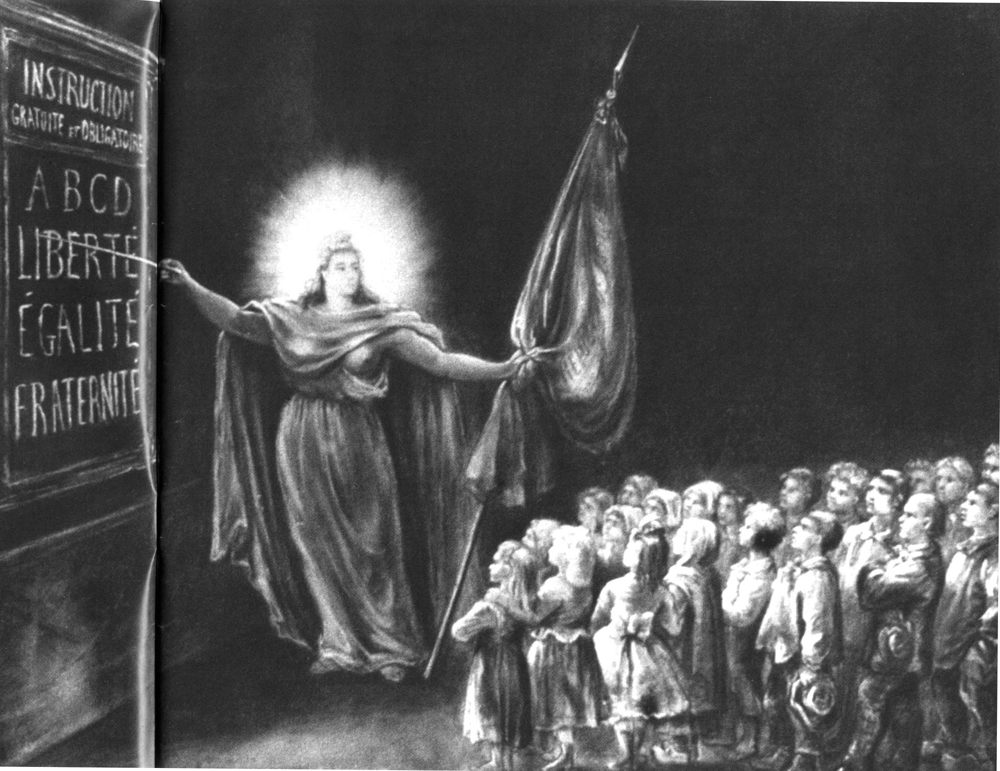 INSTRUCTION
GRATUITE ET OBLIGATOIRE
A B C D
LIBERTÉ
ÉGALITÉ
FRATERNITÉ